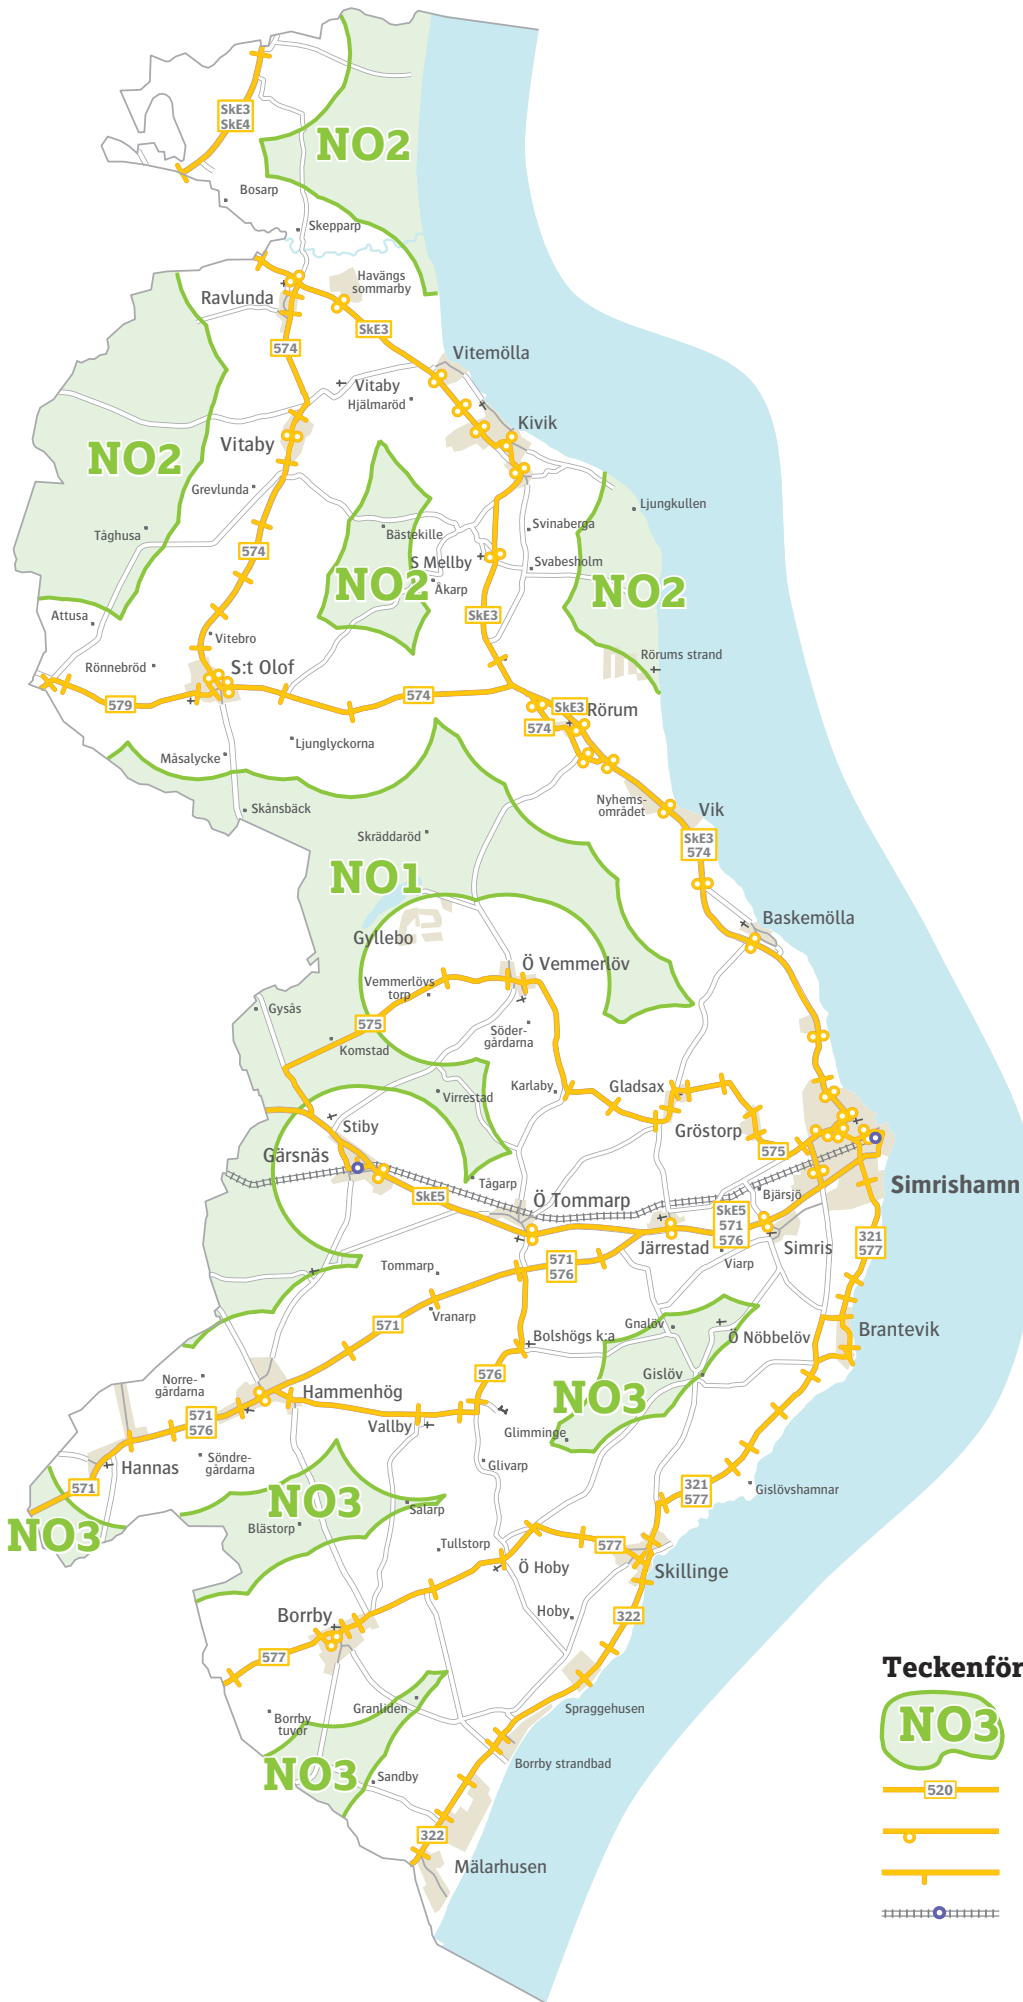 SkE3
SkE4
NO2
Bosarp
Skepparp
Havängs
sommarby
Ravlunda
SkE3
574
Vitemölla
Vitaby
Hjälmaröd
Kivik
Vitaby
NO2
Grevlunda
Ljungkullen
Tåghusa
Bästekille
Svinaberga
574
S Mellby
Svabesholm
NO2
Åkarp
NO2
Attusa
SkE3
Vitebro
Rönnebröd
S:t Olof
Rörums strand
579
574
SkE3
Rörum
574
Ljunglyckorna
Måsalycke
Nyhems-
området
Vik
Skånsbäck
Skräddaröd
SkE3
574
NO1
Baskemölla
Gyllebo
Ö Vemmerlöv
Vemmerlövs
torp
Gysås
575
Söder-
gårdarna
Komstad
Virrestad
Karlaby
Gladsax
Stiby
Gröstorp
Gärsnäs
575
Tågarp
Simrishamn
SkE5
Ö Tommarp
Bjärsjö
SkE5
571
576
Järrestad
Simris
321
577
Viarp
Tommarp
571
576
Vranarp
571
Gnalöv
Bolshögs k:a
Ö Nöbbelöv
Brantevik
Norre-
gårdarna
576
Gislöv
Hammenhög
NO3
571
576
Vallby
Glimminge
Söndre-
gårdarna
Glivarp
Hannas
571
321
577
Gislövshamnar
NO3
Salarp
NO3
Blästorp
Tullstorp
577
Ö Hoby
Skillinge
Borrby
Hoby
322
577
Teckenför
Granliden
Spraggehusen
Borrby
tuvor
NO3
NO3
Sandby
Borrby strandbad
520
322
Mälarhusen